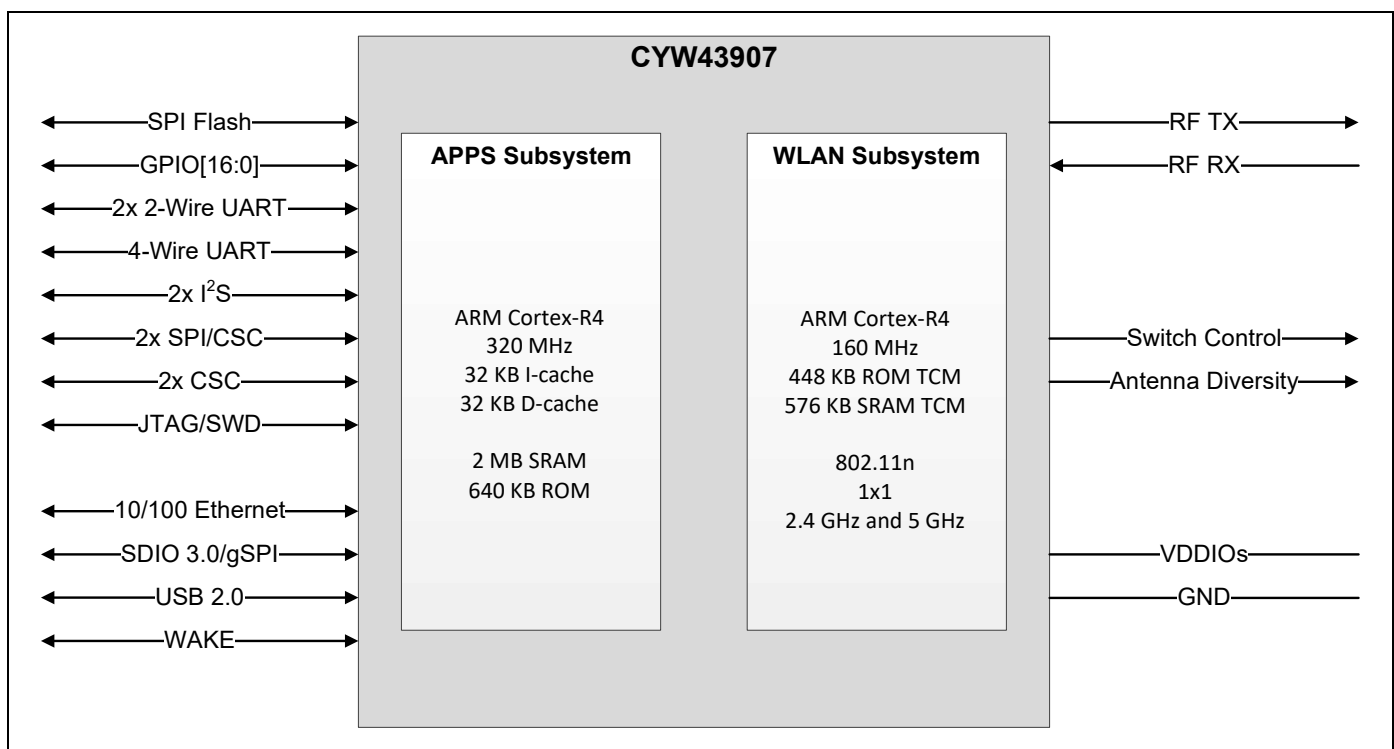 CYW43907
SPI Flash
GPIO[16:0]
2x 2-Wire UART
4-Wire UART
2x I²S
2x SPI/CSC
2x CSC
JTAG/SWD
10/100 Ethernet
SDIO 3.0/gSPI
USB 2.0
WAKE
APPS Subsystem
ARM Cortex-R4
320 MHz
32 KB I-cache
32 KB D-cache
2 MB SRAM
640 KB ROM
WLAN Subsystem
ARM Cortex-R4
160 MHz
448 KB ROM TCM
576 KB SRAM TCM
802.11n
1x1
2.4 GHz and 5 GHz
RF TX
RF RX
Switch Control
Antenna Diversity
VDDIOs
GND